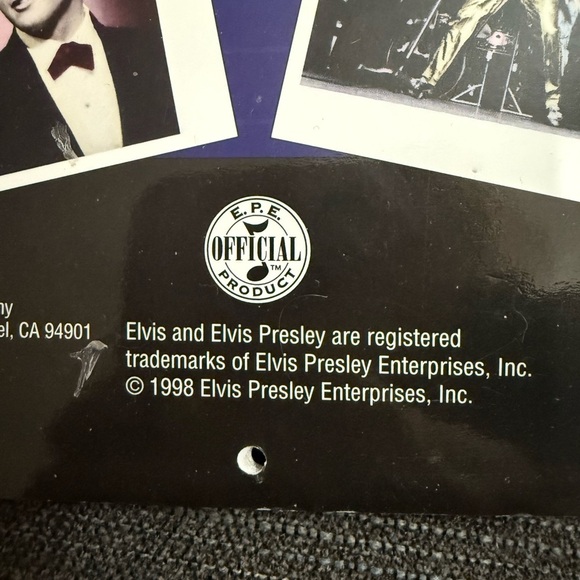 E.P.E.
OFFICIAL
TM
PRODUCT
CA 94901
Elvis and Elvis Presley are registered
trademarks of Elvis Presley Enterprises, Inc.
© 1998 Elvis Presley Enterprises, Inc.